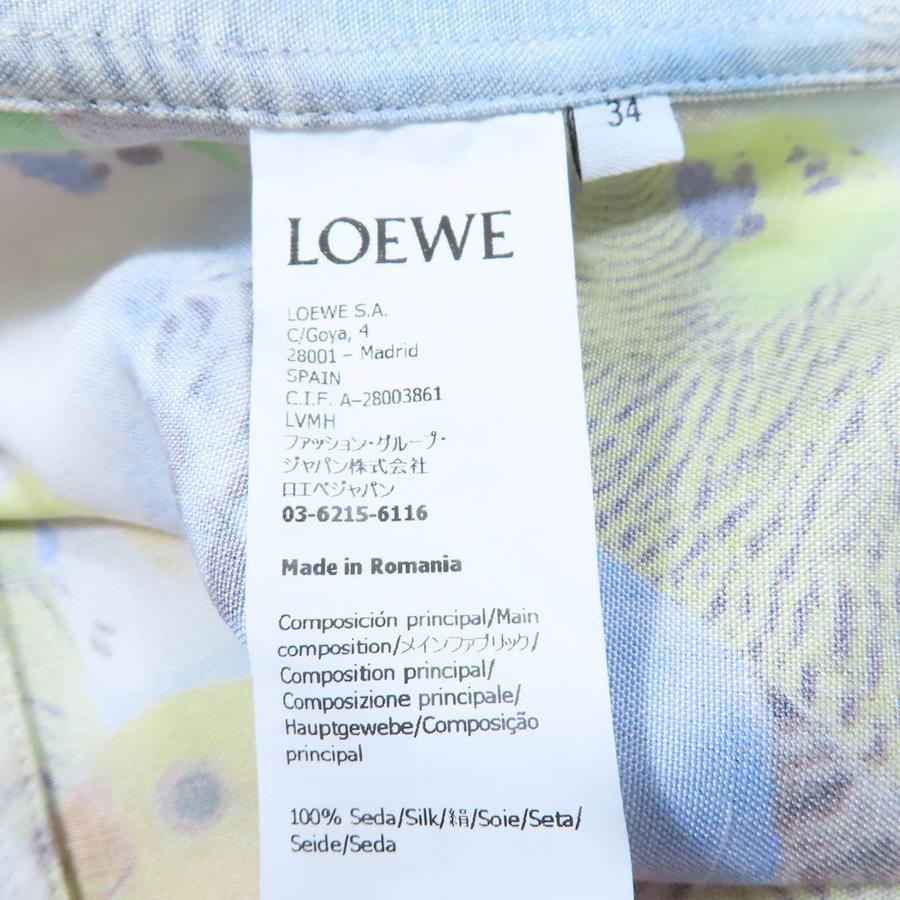 34
LOEWE
LOEWE S.A.
C/Goya, 4
28001 – Madrid
SPAIN
C.I.F. A-28003861
LVMH
ファッション・グループ・
ジャパン株式会社
ロエベジャパン
03-6215-6116
Made in Romania
Composición principal/Main
composition/メインファブリック/
Composition principal/
Composizione principale/
Hauptgewebe/Composição
principal
100% Seda/Silk/絹/Soie/Seta/
Seide/Seda